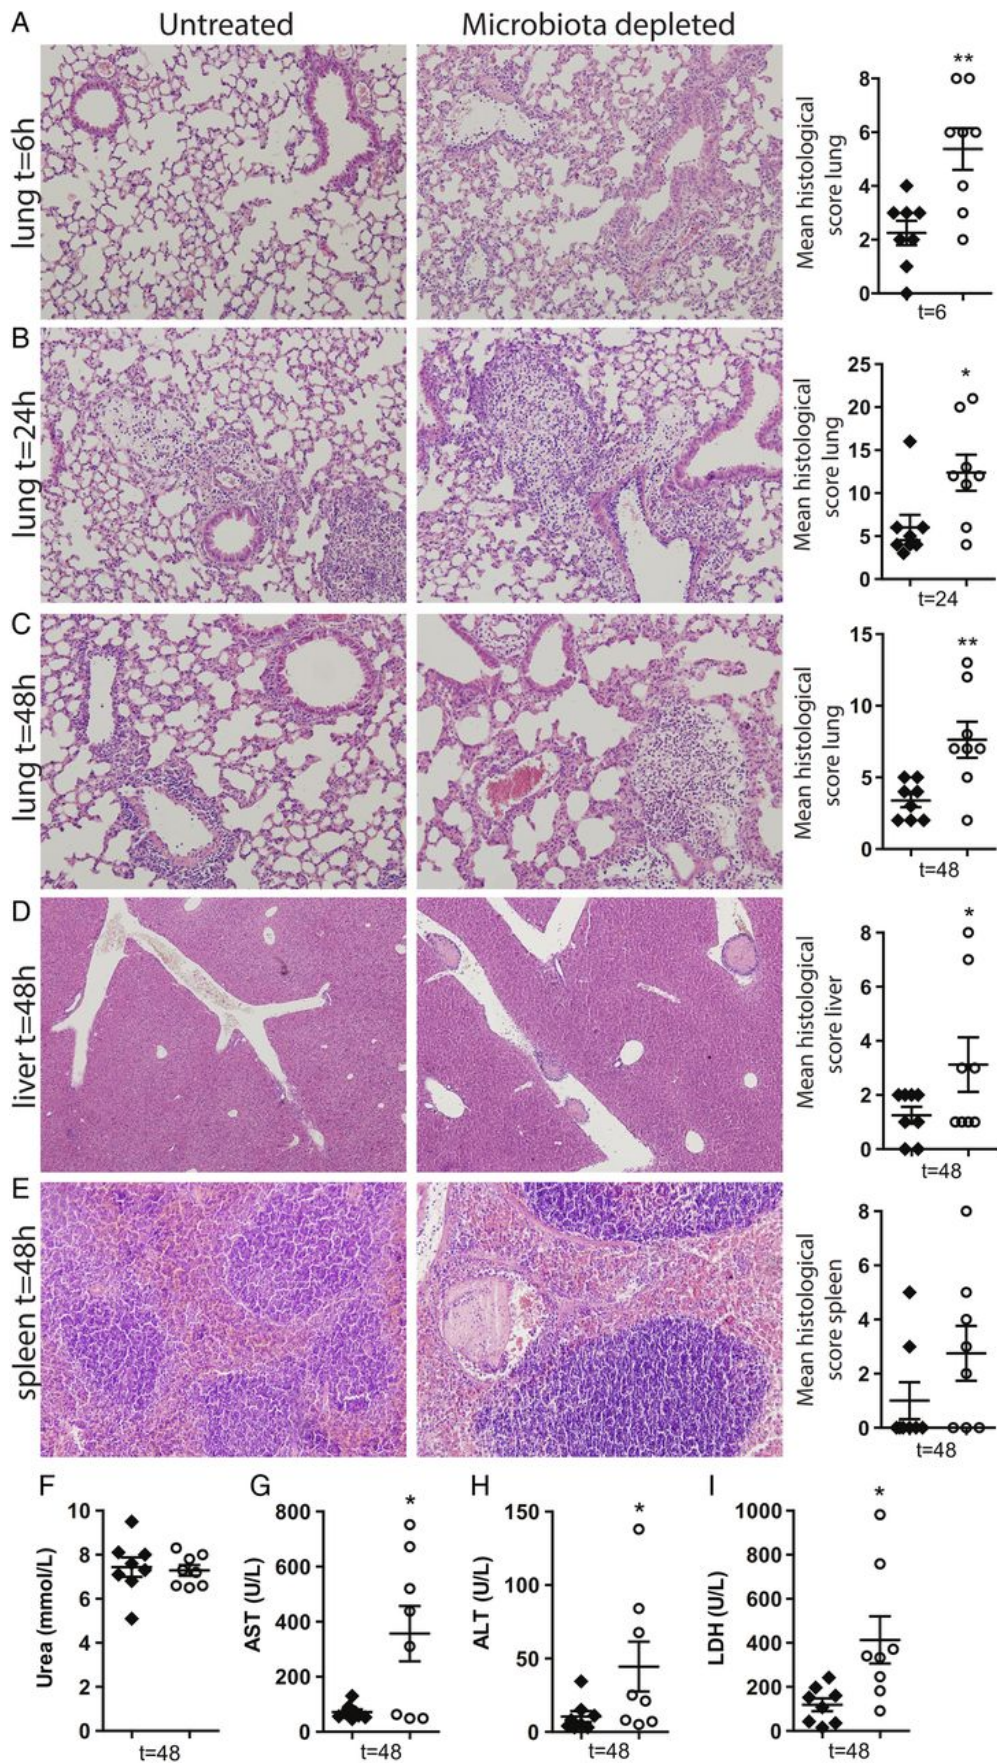 A
Untreated
Microbiota depleted
lung t=6h
Mean histological
score lung
8
6
4
2
0
**
t=6
B
lung t=24h
Mean histological
score lung
25
20
15
10
5
0
*
t=24
C
lung t=48h
Mean histological
score lung
15
10
5
0
**
t=48
D
liver t=48h
Mean histological
score liver
8
6
4
2
0
*
t=48
E
spleen t=48h
Mean histological
score spleen
8
6
4
2
0
t=48
F
Urea (mmol/L)
10
8
6
4
2
0
t=48
G
AST (U/L)
800
600
400
200
0
*
t=48
H
ALT (U/L)
150
100
50
0
*
t=48
I
LDH (U/L)
1000
800
600
400
200
0
*
t=48